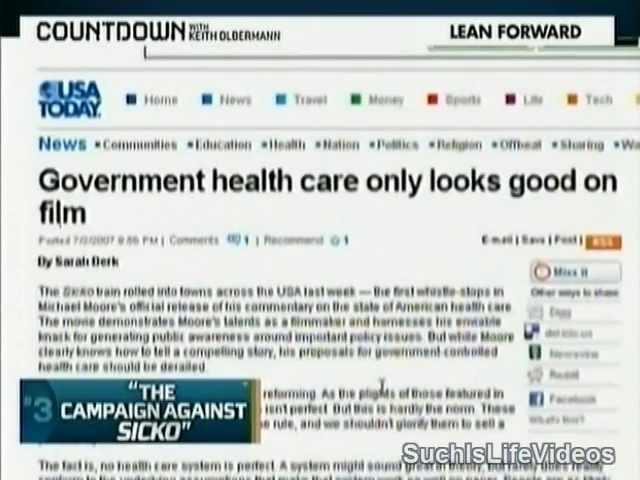 COUNTDOWN WITH KEITH OLBERMANN
LEAN FORWARD
USA TODAY
Home News Travel Money Sports Life Tech
News Communities Education Health Nation Politics Religion Offbeat Sharing
Government health care only looks good on
film
Posted 7/2/2007 9:55 PM | Comments 1 | Recommend 1
E-mail | Save | Print | RSS
By Sarah Berk
Mixx it
Other ways to share:
Digg
del.icio.us
Newsvine
Reddit
Facebook
What's this?
The Sicko train rolled into towns across the USA last week — the first whistle-stops in
Michael Moore's official release of his commentary on the state of American health care.
The movie demonstrates Moore's talents as a filmmaker and harnesses his enviable
knack for generating public awareness around important policy issues. But while Moore
clearly knows how to tell a compelling story, his proposals for government-controlled
health care should be derailed.
reforming. As the plights of those featured in
isn't perfect. But this is hardly the norm. These
e rule, and we shouldn't glorify them to sell a
#3 "THE
CAMPAIGN AGAINST
SICKO"
SuchIsLifeVideos
The fact is, no health care system is perfect. A system might sound great in theory, but